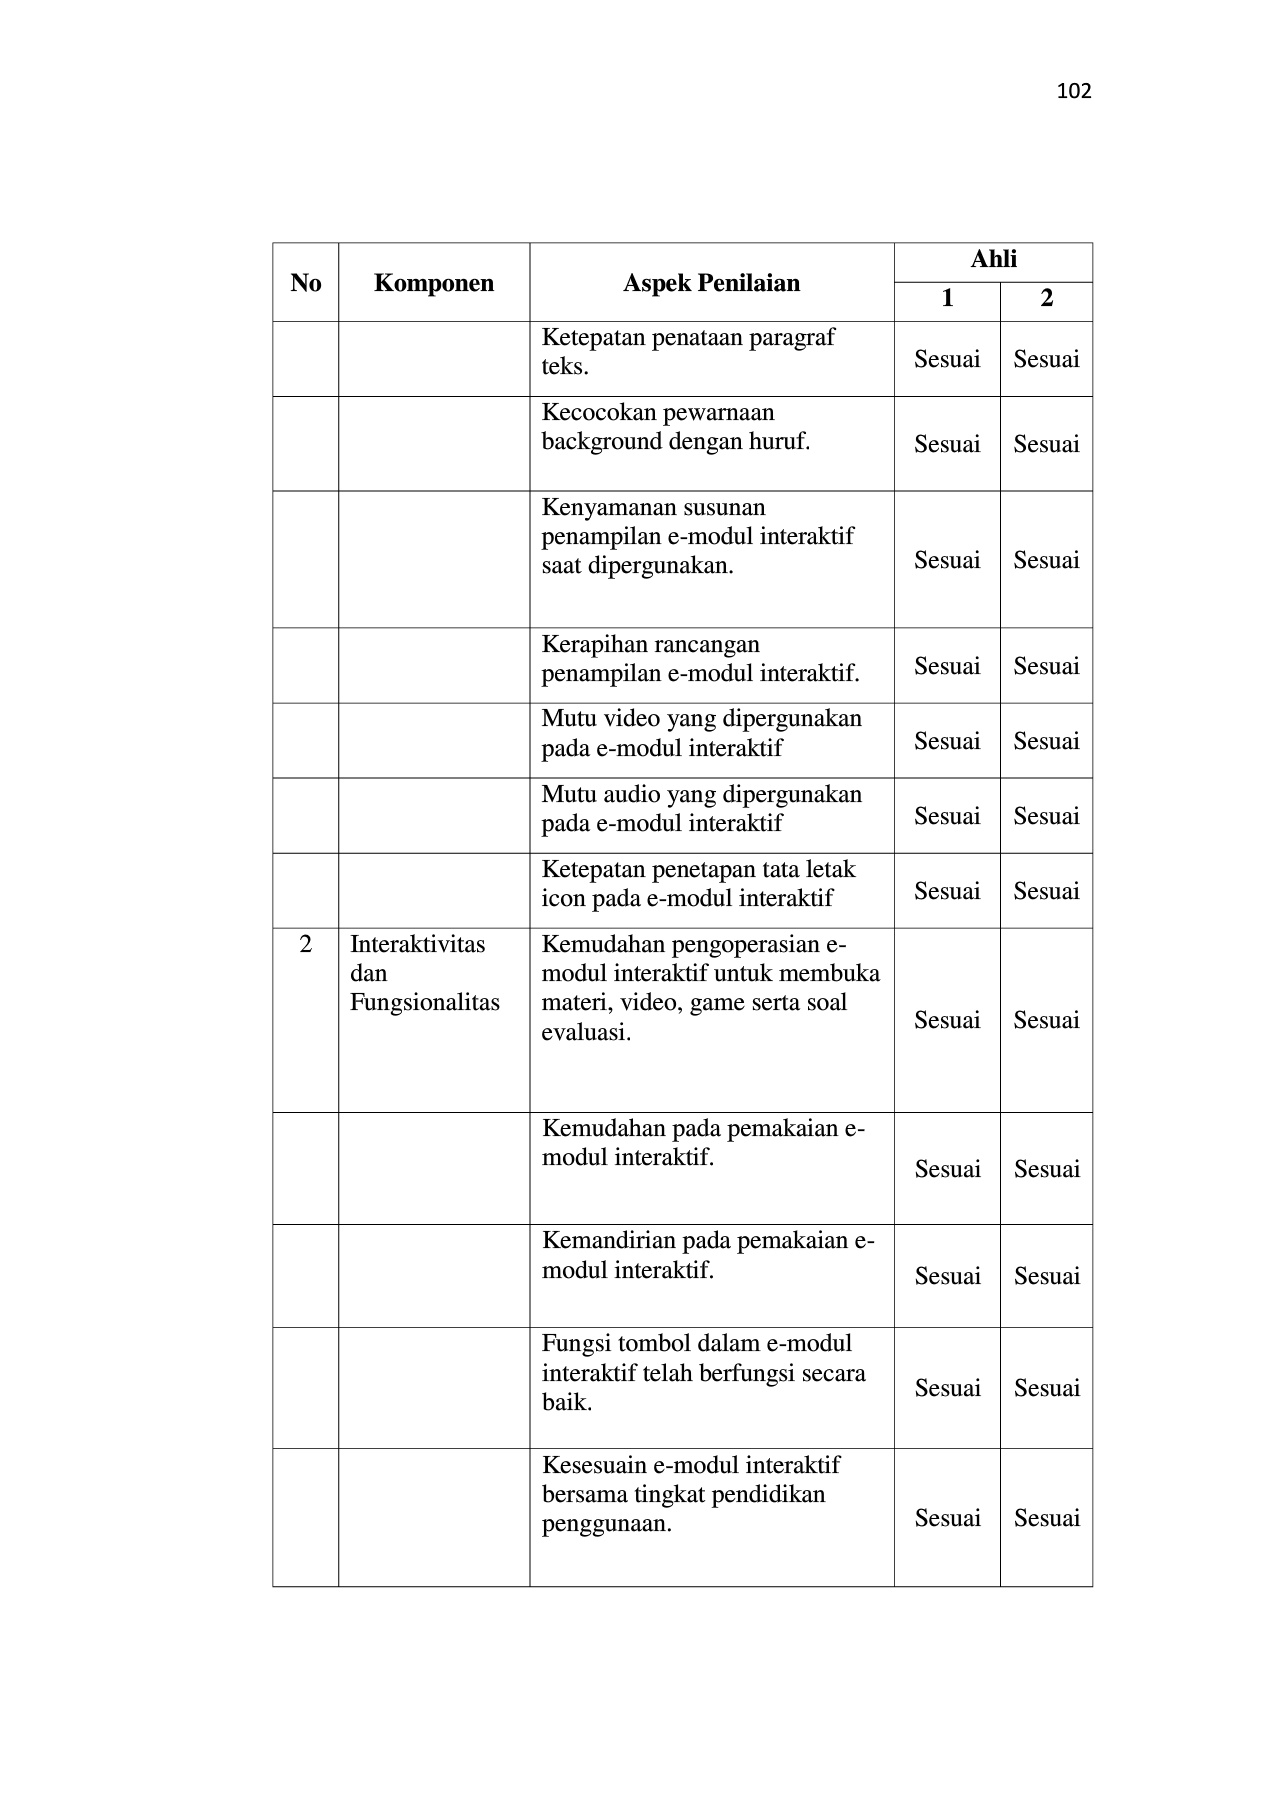 102
No Komponen Aspek Penilaian Ahli
1 2
Ketepatan penataan paragraf
teks.
Sesuai Sesuai
Kecocokan pewarnaan
background dengan huruf.
Sesuai Sesuai
Kenyamanan susunan
penampilan e-modul interaktif
saat dipergunakan.
Sesuai Sesuai
Kerapihan rancangan
penampilan e-modul interaktif.
Sesuai Sesuai
Mutu video yang dipergunakan
pada e-modul interaktif
Sesuai Sesuai
Mutu audio yang dipergunakan
pada e-modul interaktif
Sesuai Sesuai
Ketepatan penetapan tata letak
icon pada e-modul interaktif
Sesuai Sesuai
2 Interaktivitas
dan
Fungsionalitas
Kemudahan pengoperasian e-
modul interaktif untuk membuka
materi, video, game serta soal
evaluasi.
Sesuai Sesuai
Kemudahan pada pemakaian e-
modul interaktif.
Sesuai Sesuai
Kemandirian pada pemakaian e-
modul interaktif.
Sesuai Sesuai
Fungsi tombol dalam e-modul
interaktif telah berfungsi secara
baik.
Sesuai Sesuai
Kesesuain e-modul interaktif
bersama tingkat pendidikan
penggunaan.
Sesuai Sesuai